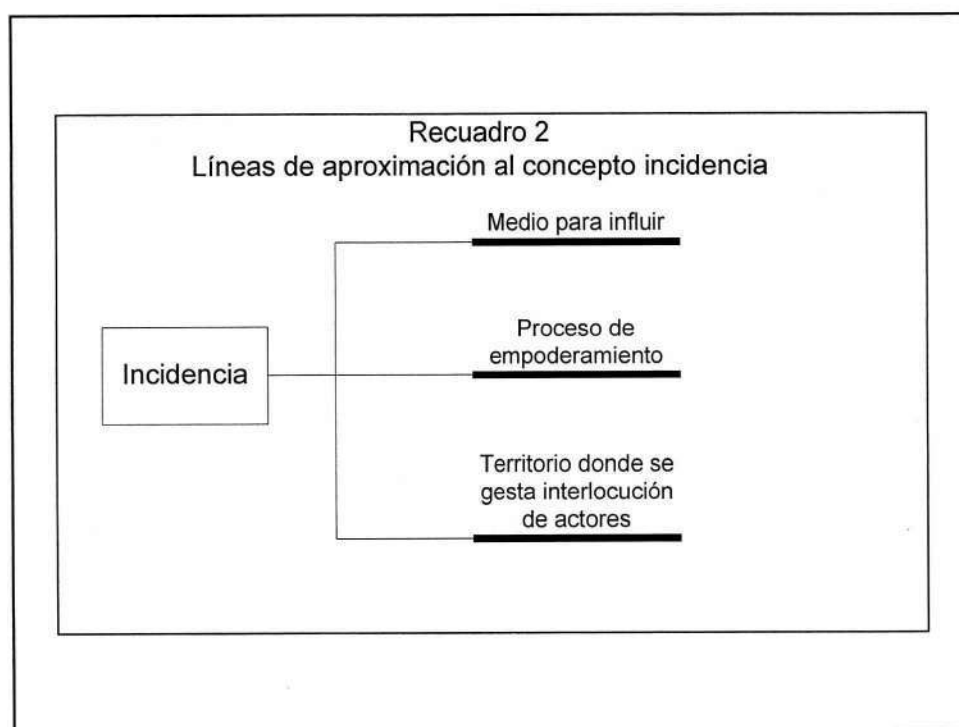 Recuadro 2
Líneas de aproximación al concepto incidencia
Medio para influir
Incidencia
Proceso de
empoderamiento
Territorio donde se
gesta interlocución
de actores